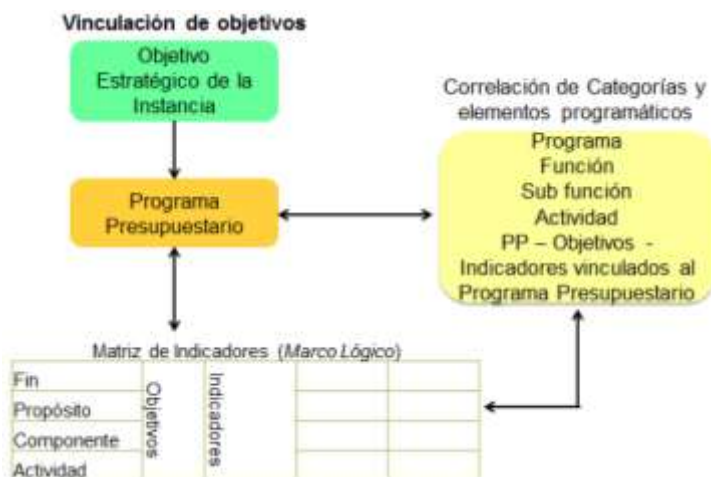 Vinculación de objetivos
Objetivo
Estratégico de la
Instancia
Programa
Presupuestario
Correlación de Categorías y
elementos programáticos
Programa
Función
Sub función
Actividad
PP – Objetivos -
Indicadores vinculados al
Programa Presupuestario
Matriz de Indicadores (Marco Lógico)
Fin
Propósito
Componente
Actividad
Objetivos
Indicadores